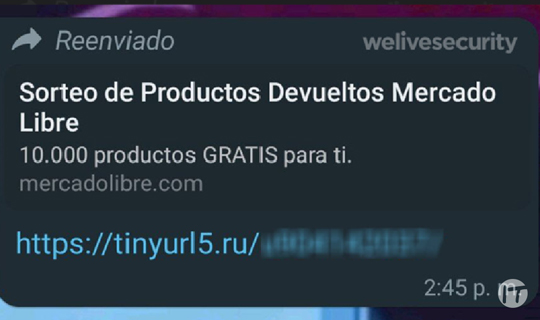 Reenviado welivesecurity
Sorteo de Productos Devueltos Mercado
Libre
10.000 productos GRATIS para ti.
mercadolibre.com
https://tinyurl5.ru/
2:45 p. m.